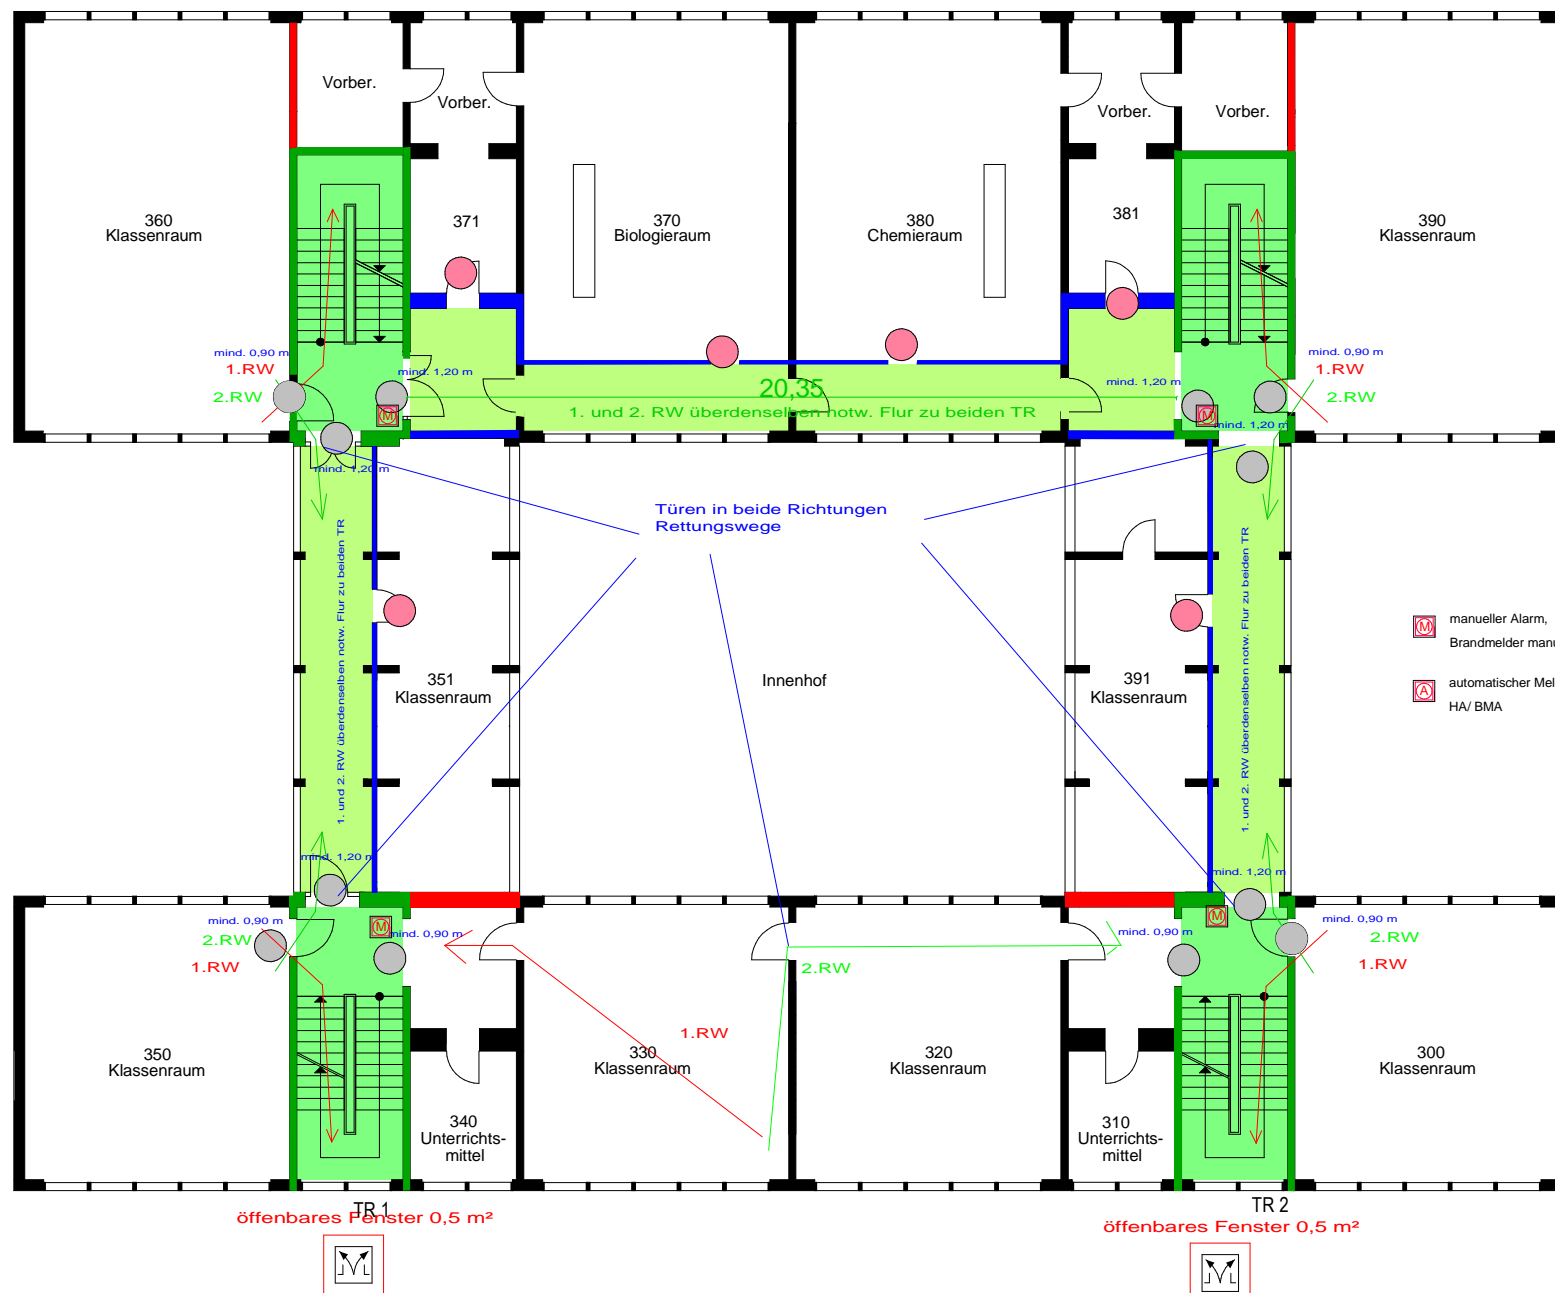 Vorber.
Vorber.
Vorber.
Vorber.
360
Klassenraum
371
370
Biologieraum
380
Chemieraum
381
390
Klassenraum
mind. 0,90 m
1.RW
2.RW
mind. 1,20 m
20,35
1. und 2. RW überdenselben notw. Flur zu beiden TR
mind. 1,20 m
mind. 0,90 m
1.RW
2.RW
M
M
mind. 1,20 m
mind. 1,20 m
Türen in beide Richtungen
Rettungswege
1. und 2. RW überdenselben notw. Flur zu beiden TR
1. und 2. RW überdenselben notw. Flur zu beiden TR
351
Klassenraum
Innenhof
391
Klassenraum
M
manueller Alarm,
Brandmelder manu
A
automatischer Mel
HA/ BMA
mind. 1,20 m
mind. 1,20 m
mind. 0,90 m
2.RW
1.RW
M
mind. 0,90 m
2.RW
1.RW
M
mind. 0,90 m
mind. 0,90 m
2.RW
1.RW
350
Klassenraum
330
Klassenraum
320
Klassenraum
300
Klassenraum
340
Unterrichts-
mittel
310
Unterrichts-
mittel
TR 1
öffenbares Fenster 0,5 m²
TR 2
öffenbares Fenster 0,5 m²